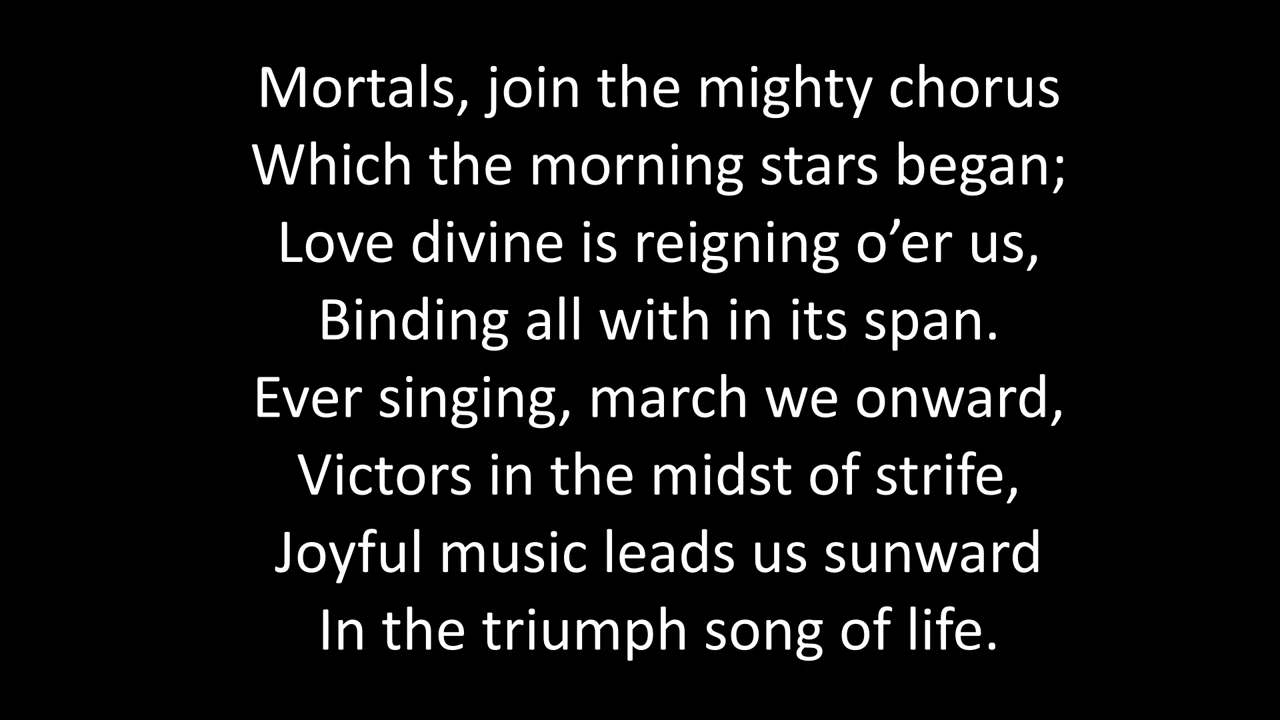 Mortals, join the mighty chorus
Which the morning stars began;
Love divine is reigning o’er us,
Binding all with in its span.
Ever singing, march we onward,
Victors in the midst of strife,
Joyful music leads us sunward
In the triumph song of life.